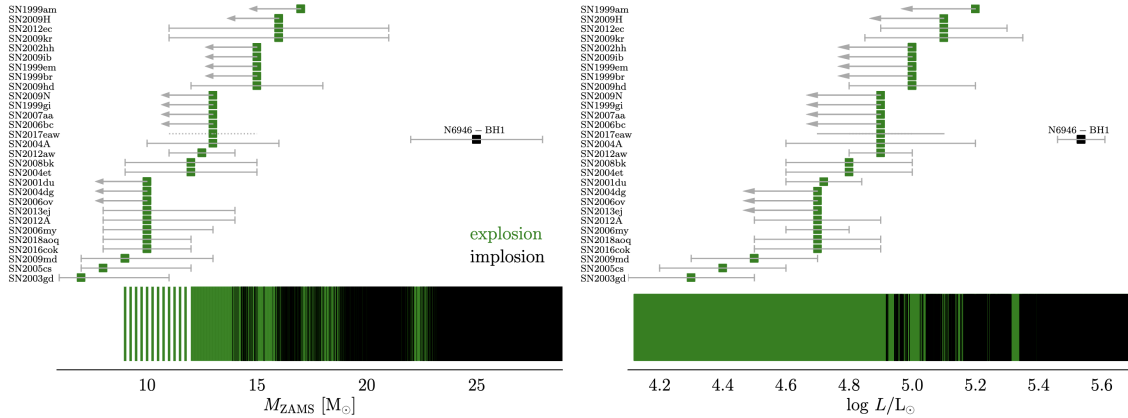 SN1999am
SN2009H
SN2012ec
SN2009kr
SN2002hh
SN2009ib
SN1999em
SN1999br
SN2009hd
SN2009N
SN1999gi
SN2007aa
SN2006bc
SN2017eaw
SN2004A
SN2012aw
SN2008bk
SN2004et
SN2001du
SN2004dg
SN2006ov
SN2013ej
SN2012A
SN2006my
SN2018aoq
SN2016cok
SN2009md
SN2005cs
SN2003gd
N6946 − BH1
explosion
implosion
10 15 20 25
M_ZAMS [M_⊙]
SN1999am
SN2009H
SN2012ec
SN2009kr
SN2002hh
SN2009ib
SN1999em
SN1999br
SN2009hd
SN2009N
SN1999gi
SN2007aa
SN2006bc
SN2017eaw
SN2004A
SN2012aw
SN2008bk
SN2004et
SN2001du
SN2004dg
SN2006ov
SN2013ej
SN2012A
SN2006my
SN2018aoq
SN2016cok
SN2009md
SN2005cs
SN2003gd
N6946 − BH1
4.2 4.4 4.6 4.8 5.0 5.2 5.4 5.6
log L/L_⊙